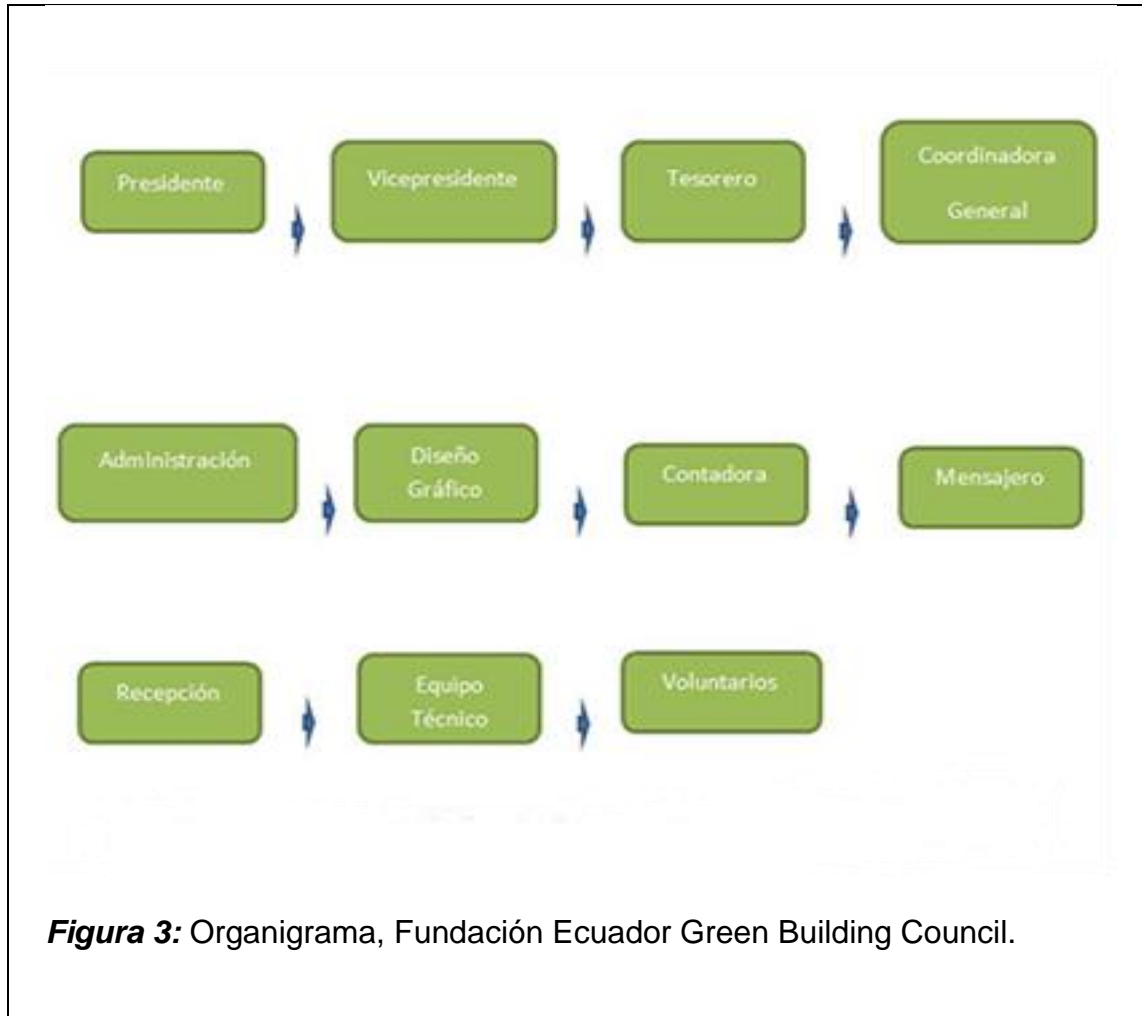 Presidente
Vicepresidente
Tesorero
Coordinadora
General
Administración
Diseño
Gráfico
Contadora
Mensajero
Recepción
Equipo
Técnico
Voluntarios
Figura 3: Organigrama, Fundación Ecuador Green Building Council.